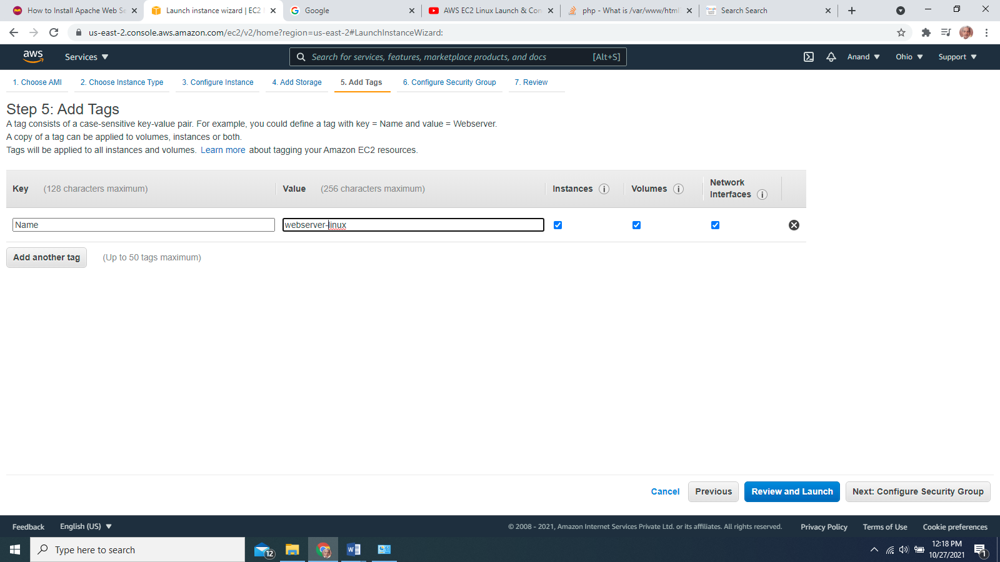 How to Install Apache Web Se
Launch instance wizard | EC2
Google
AWS EC2 Linux Launch & Con
php - What is /var/www/html
Search Search
us-east-2.console.aws.amazon.com/ec2/v2/home?region=us-east-2#LaunchInstanceWizard:
aws
Services
Search for services, features, marketplace products, and docs
[Alt+S]
Anand
Ohio
Support
1. Choose AMI
2. Choose Instance Type
3. Configure Instance
4. Add Storage
5. Add Tags
6. Configure Security Group
7. Review
Step 5: Add Tags
A tag consists of a case-sensitive key-value pair. For example, you could define a tag with key = Name and value = Webserver.
A copy of a tag can be applied to volumes, instances or both.
Tags will be applied to all instances and volumes. Learn more about tagging your Amazon EC2 resources.
Key (128 characters maximum)
Value (256 characters maximum)
Instances
Volumes
Network
Interfaces
Name
webserver-linux
Add another tag
(Up to 50 tags maximum)
Cancel
Previous
Review and Launch
Next: Configure Security Group
Feedback
English (US)
© 2008 - 2021, Amazon Internet Services Private Ltd. or its affiliates. All rights reserved.
Privacy Policy
Terms of Use
Cookie preferences
Type here to search
12
12:18 PM
10/27/2021
1